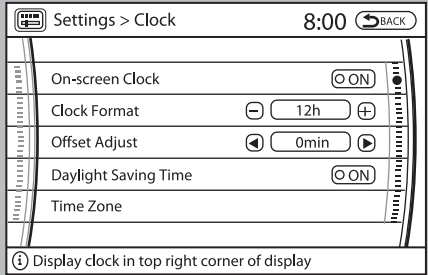 Settings > Clock 8:00 BACK
On-screen Clock ON
Clock Format − 12h +
Offset Adjust 0min
Daylight Saving Time ON
Time Zone
i Display clock in top right corner of display